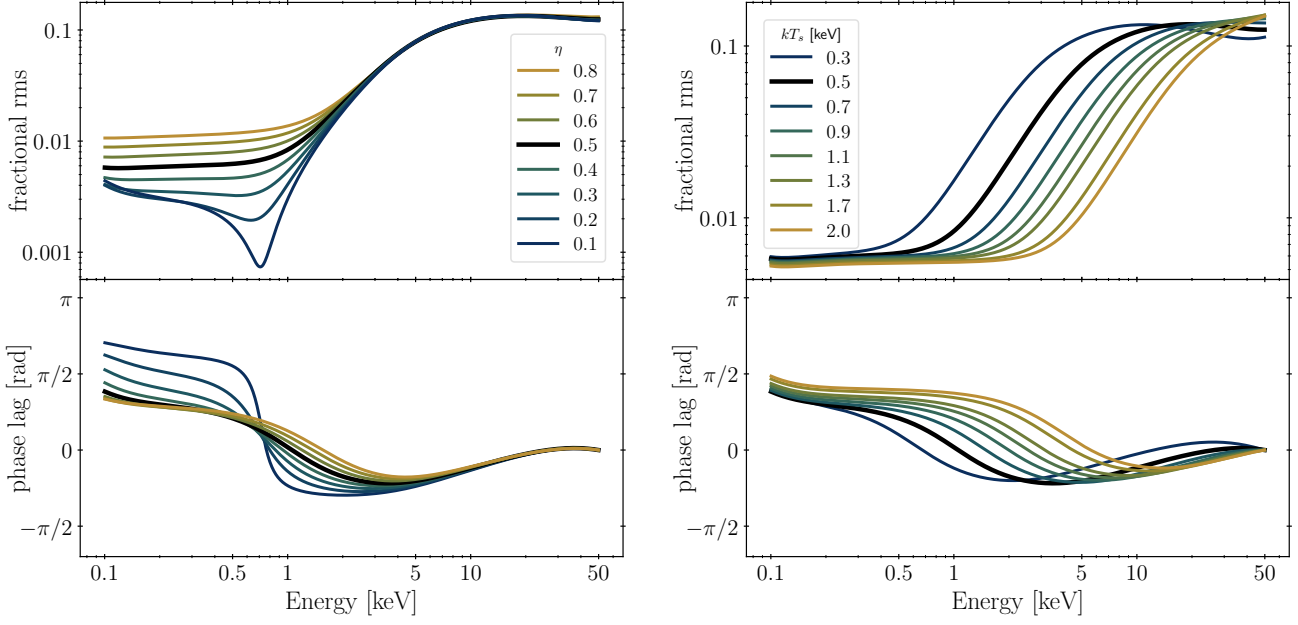 fractional rms
0.1
0.01
0.001
η
0.8
0.7
0.6
0.5
0.4
0.3
0.2
0.1
phase lag [rad]
π
π/2
0
−π/2
0.1 0.5 1 5 10 50
Energy [keV]
fractional rms
0.1
0.01
kTₛ [keV]
0.3
0.5
0.7
0.9
1.1
1.3
1.7
2.0
phase lag [rad]
π
π/2
0
−π/2
0.1 0.5 1 5 10 50
Energy [keV]